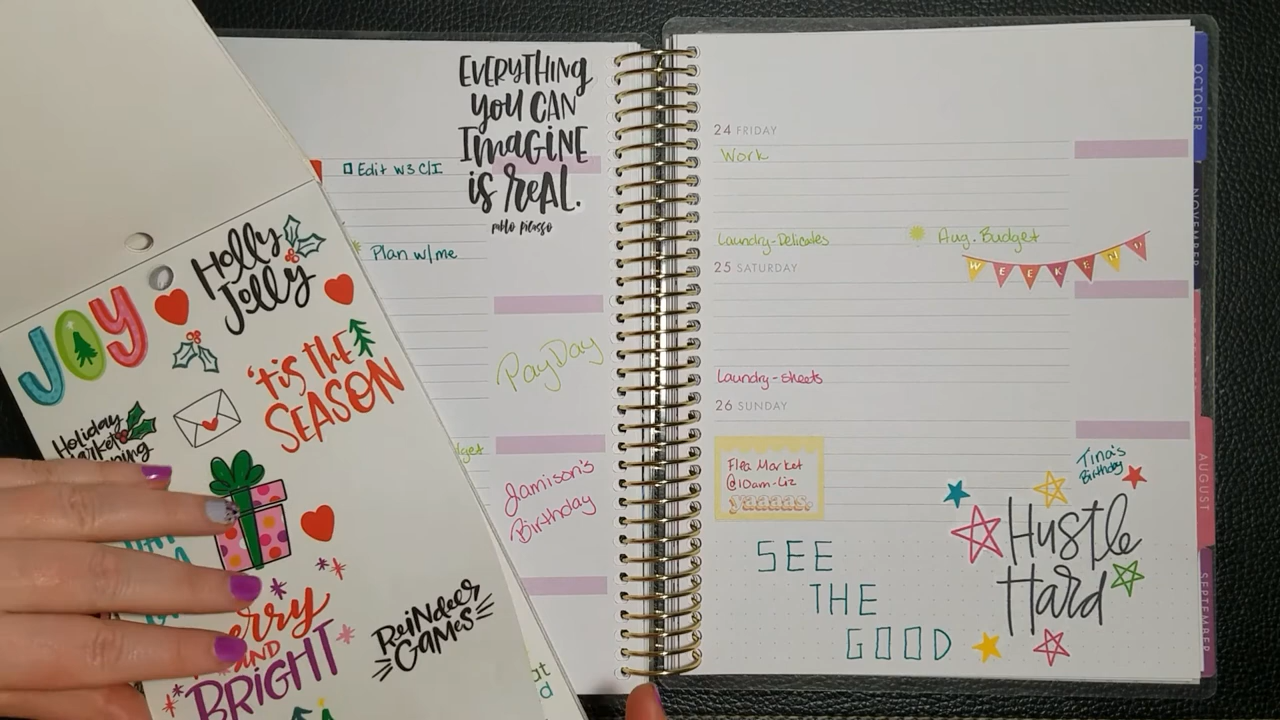 EVERYTHING
YOU CAN
IMAGINE
is REAL.
pablo picasso
Edit W3 C/I
Plan w/me
PayDay
Jamison's
Birthday
24 FRIDAY
Work
Laundry-Delicates
Aug. Budget
WEEKEND
25 SATURDAY
Laundry-sheets
26 SUNDAY
Flea Market
@10am-Liz
yaaaas.
Tina's
Birthday
Hustle
Hard
SEE
THE
GOOD
OCTOBER
NOVEMBER
AUGUST
SEPTEMBER
Holly
Jolly
JOY
'tis the
SEASON
Holiday
AND
BRIGHT
REINDEER
GAMES